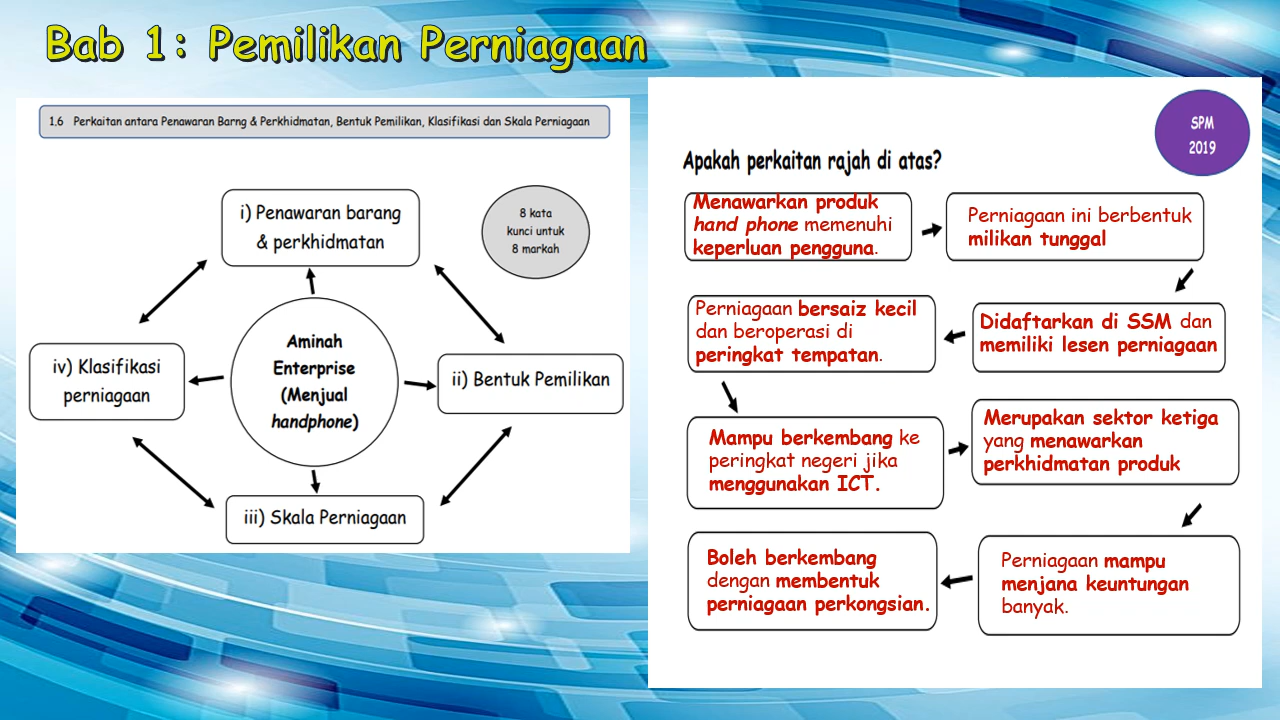 Bab 1: Pemilikan Perniagaan
1.6 Perkaitan antara Penawaran Barng & Perkhidmatan, Bentuk Pemilikan, Klasifikasi dan Skala Perniagaan
i) Penawaran barang
& perkhidmatan
8 kata
kunci untuk
8 markah
Aminah
Enterprise
(Menjual
handphone)
iv) Klasifikasi
perniagaan
ii) Bentuk Pemilikan
iii) Skala Perniagaan
SPM
2019
Apakah perkaitan rajah di atas?
Menawarkan produk
hand phone memenuhi
keperluan pengguna.
Perniagaan ini berbentuk
milikan tunggal
Perniagaan bersaiz kecil
dan beroperasi di
peringkat tempatan.
Didaftarkan di SSM dan
memiliki lesen perniagaan
Mampu berkembang ke
peringkat negeri jika
menggunakan ICT.
Merupakan sektor ketiga
yang menawarkan
perkhidmatan produk
Boleh berkembang
dengan membentuk
perniagaan perkongsian.
Perniagaan mampu
menjana keuntungan
banyak.